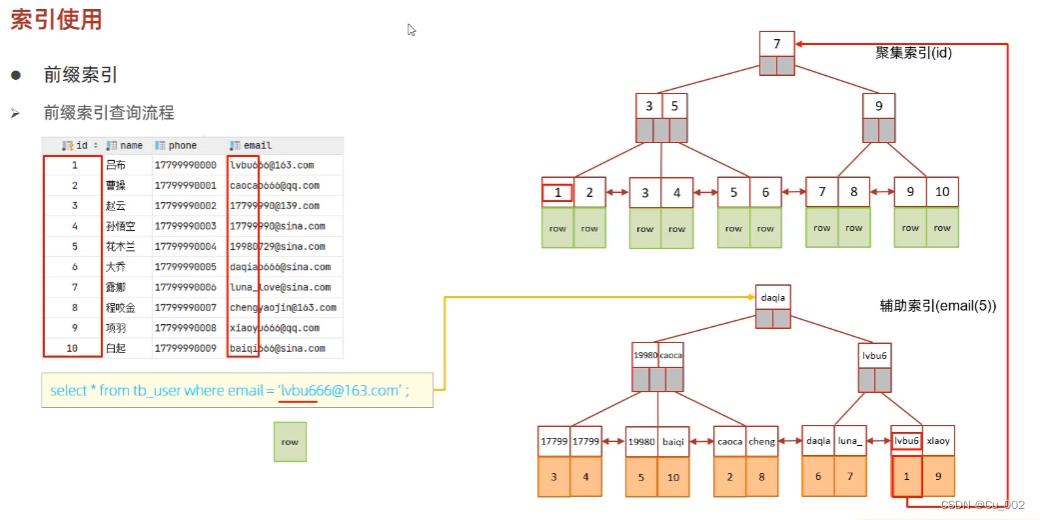 索引使用
前缀索引
前缀索引查询流程
id name phone email
1 吕布 17799990000 lvbu666@163.com
2 曹操 17799990001 caocao666@qq.com
3 赵云 17799990002 17799990@139.com
4 孙悟空 17799990003 17799990@sina.com
5 花木兰 17799990004 19980729@sina.com
6 大乔 17799990005 daqiao666@sina.com
7 露娜 17799990006 luna_love@sina.com
8 程咬金 17799990007 chengyaojin@163.com
9 项羽 17799990008 xiaoyu666@qq.com
10 白起 17799990009 baiqi666@sina.com
select * from tb_user where email = 'lvbu666@163.com' ;
row
聚集索引(id)
7
3 5 9
1 2 3 4 5 6 7 8 9 10
row row row row row row row row row row
辅助索引(email(5))
daqia
19980 caoca lvbu6
17799 17799 19980 baiqi caoca cheng daqia luna_ lvbu6 xiaoy
3 4 5 10 2 8 6 7 1 9
CSDN @Cu_002